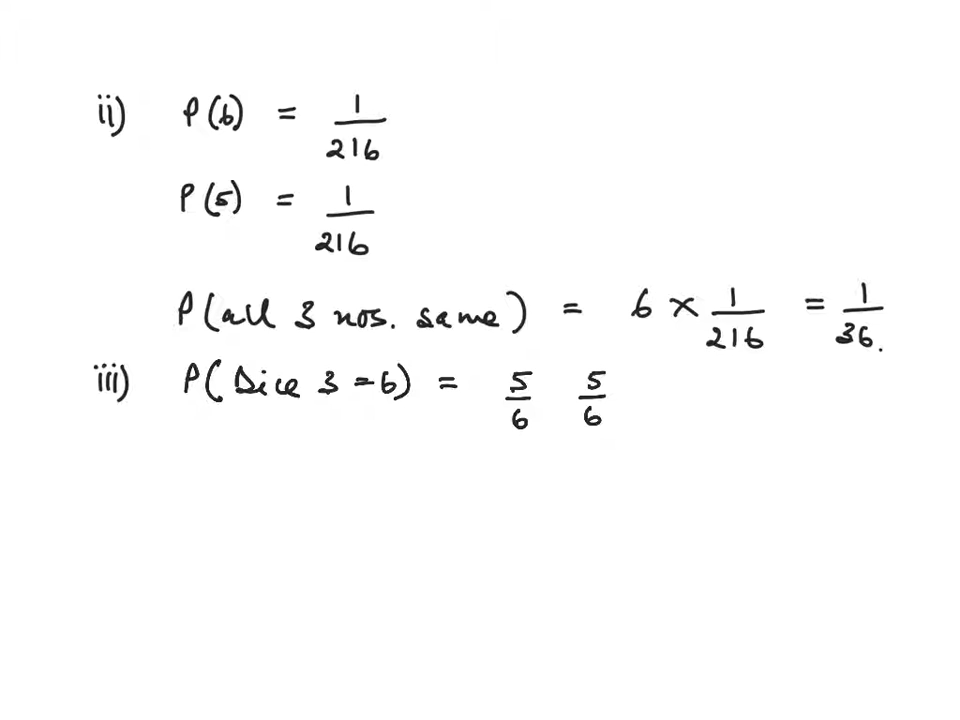 ii) P(6) = 1/216
P(5) = 1/216
P(all 3 nos. same) = 6 × 1/216 = 1/36.
iii) P(Dice 3 = 6) = 5/6 5/6